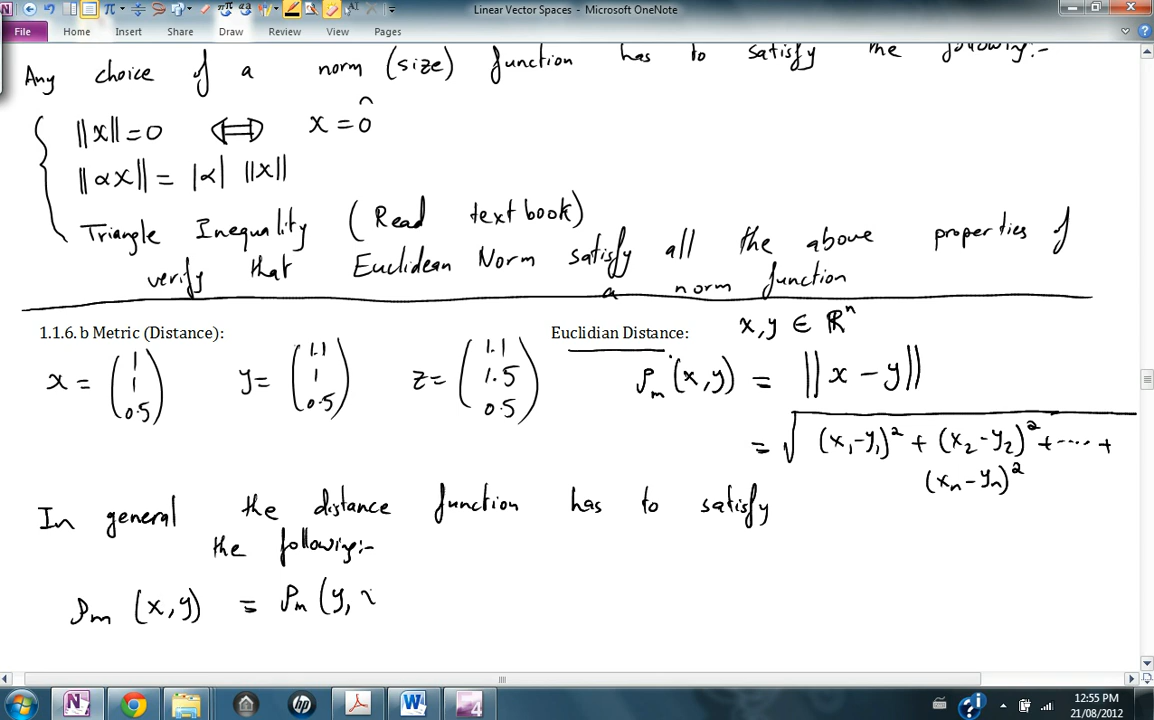 Linear Vector Spaces - Microsoft OneNote
File Home Insert Share Draw Review View Pages
Any choice of a norm (size) function has to satisfy the following:-
||x||=0 ⟺ x = 0̂
||αx|| = |α| ||x||
Triangle Inequality (Read textbook)
verify that Euclidean Norm satisfy all the above properties of
a norm function
1.1.6. b Metric (Distance):
x = (1 1 0.5) y = (1.1 1 0.5) z = (1.1 1.5 0.5)
Euclidian Distance: x, y ∈ ℝⁿ
ρm (x,y) = ||x - y||
= √ (x₁-y₁)² + (x₂-y₂)² + ---- +
(xn-yn)²
In general the distance function has to satisfy
the following:-
ρm (x,y) = ρm (y,
12:55 PM
21/08/2012